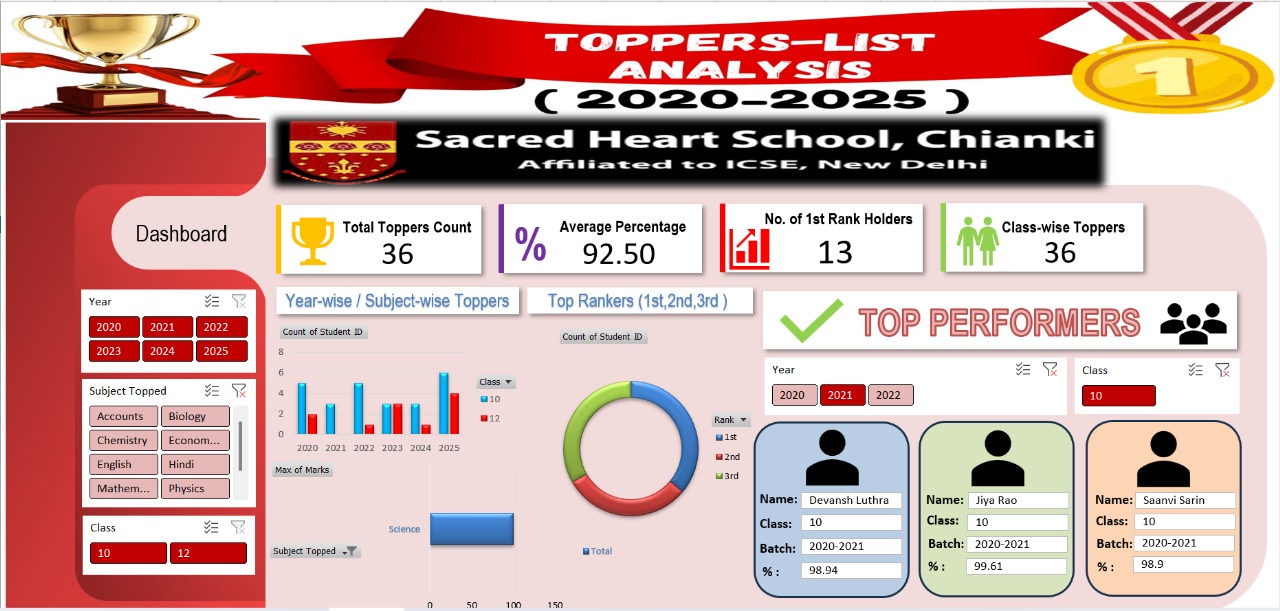 TOPPERS-LIST
ANALYSIS
( 2020-2025 )
Sacred Heart School, Chianki
Affiliated to ICSE, New Delhi
Dashboard
Total Toppers Count
36
%
Average Percentage
92.50
No. of 1st Rank Holders
13
Class-wise Toppers
36
Year
2020 2021 2022
2023 2024 2025
Subject Topped
Accounts Biology
Chemistry Econom...
English Hindi
Mathem... Physics
Class
10 12
Year-wise / Subject-wise Toppers
Count of Student ID
8
6
4
2
0
2020 2021 2022 2023 2024 2025
Class
10
12
Max of Marks
Science
Subject Topped
0 50 100 150
Top Rankers (1st,2nd,3rd )
Count of Student ID
Rank
1st
2nd
3rd
Total
TOP PERFORMERS
Year
2020 2021 2022
Class
10
Name: Devansh Luthra
Class: 10
Batch: 2020-2021
% : 98.94
Name: Jiya Rao
Class: 10
Batch: 2020-2021
% : 99.61
Name: Saanvi Sarin
Class: 10
Batch: 2020-2021
% : 98.9
1